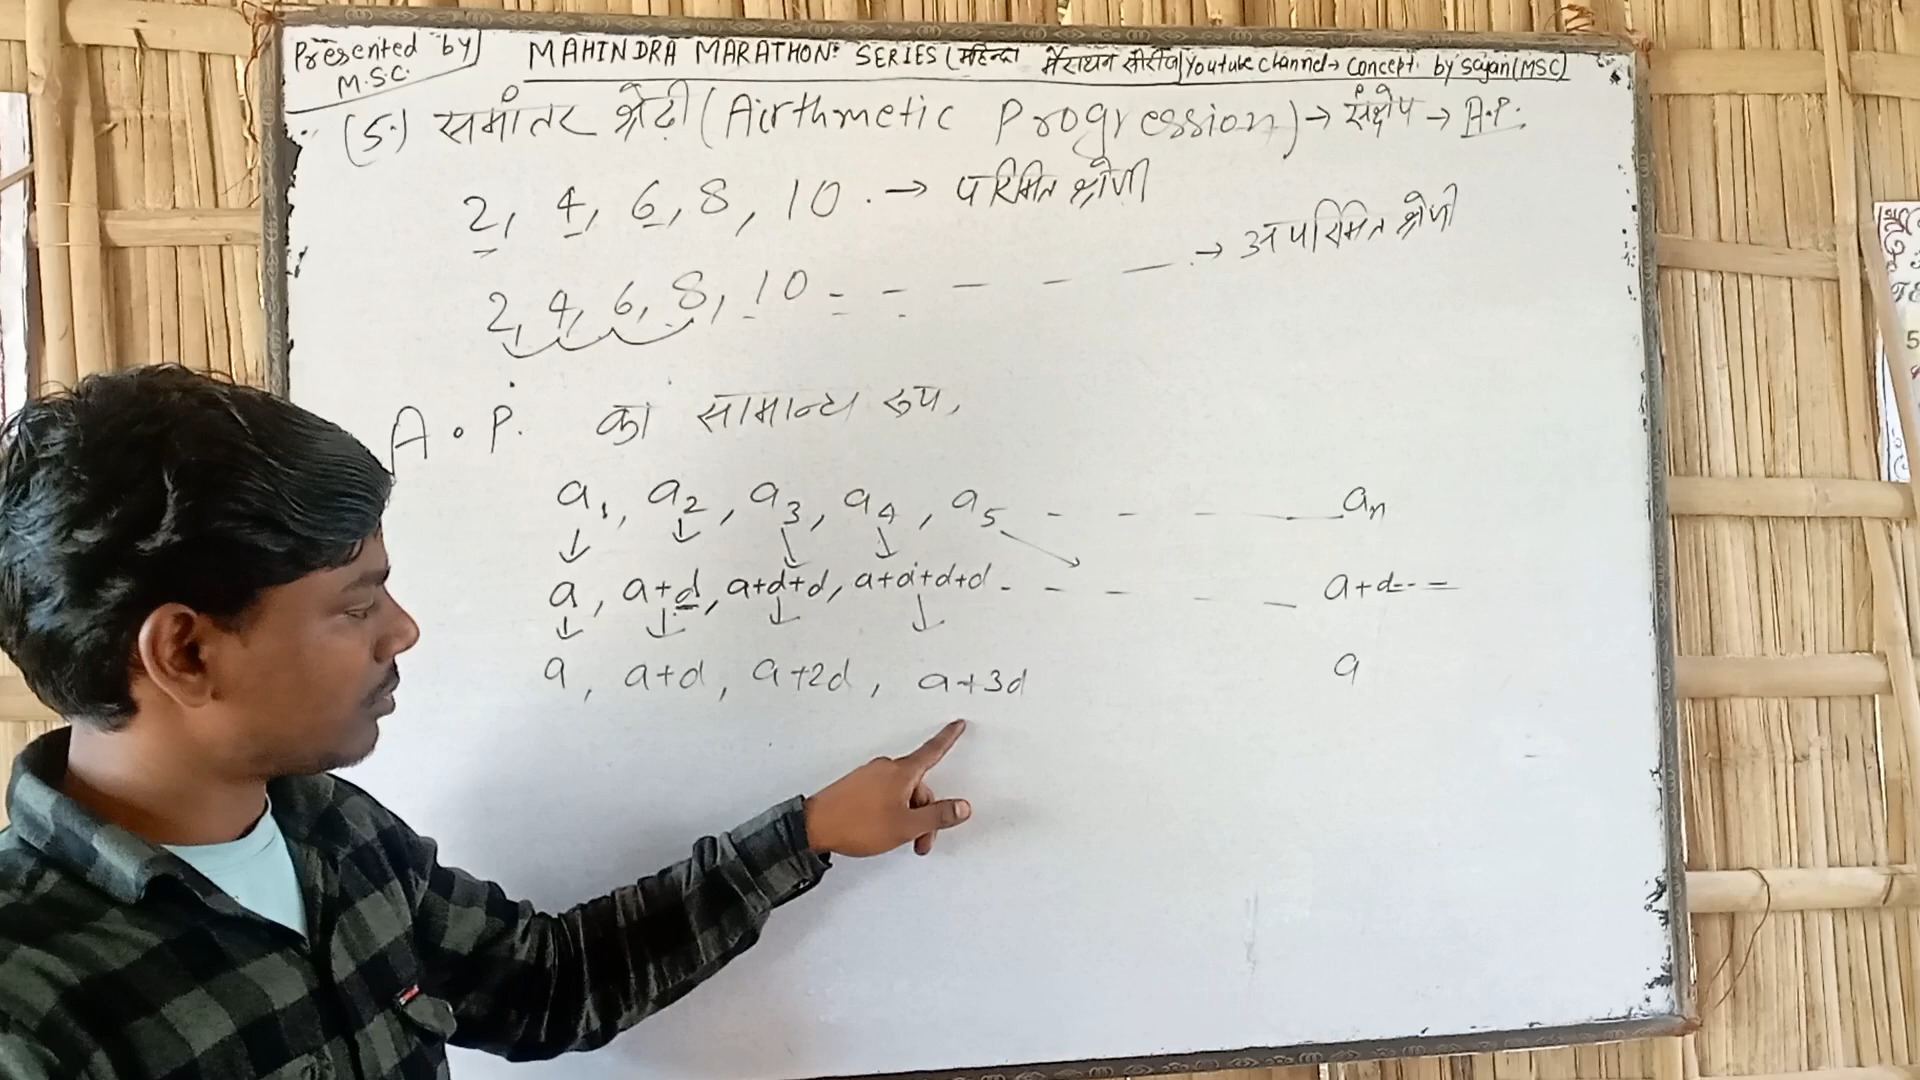 Presented by
M.S.C.
MAHINDRA MARATHON: SERIES (महिन्द्रा मैराथन सीरीज) Youtube channel → Concept. by sajan (MSC)
(5.) समांतर श्रेढ़ी (Airthmetic Progression) → संक्षेप → A.P.
2, 4, 6, 8, 10. → परिमित श्रेणी
2, 4, 6, 8, 10 - - - - - → अपरिमित श्रेणी
A.P. का सामान्य रूप,
a₁, a₂, a₃, a₄, a₅ - - - - aₙ
↓ ↓ ↓ ↓
a, a+d, a+d+d, a+d+d+d - - - - - a+d-- =
↓ ↓ ↓ ↓
a, a+d, a+2d, a+3d a